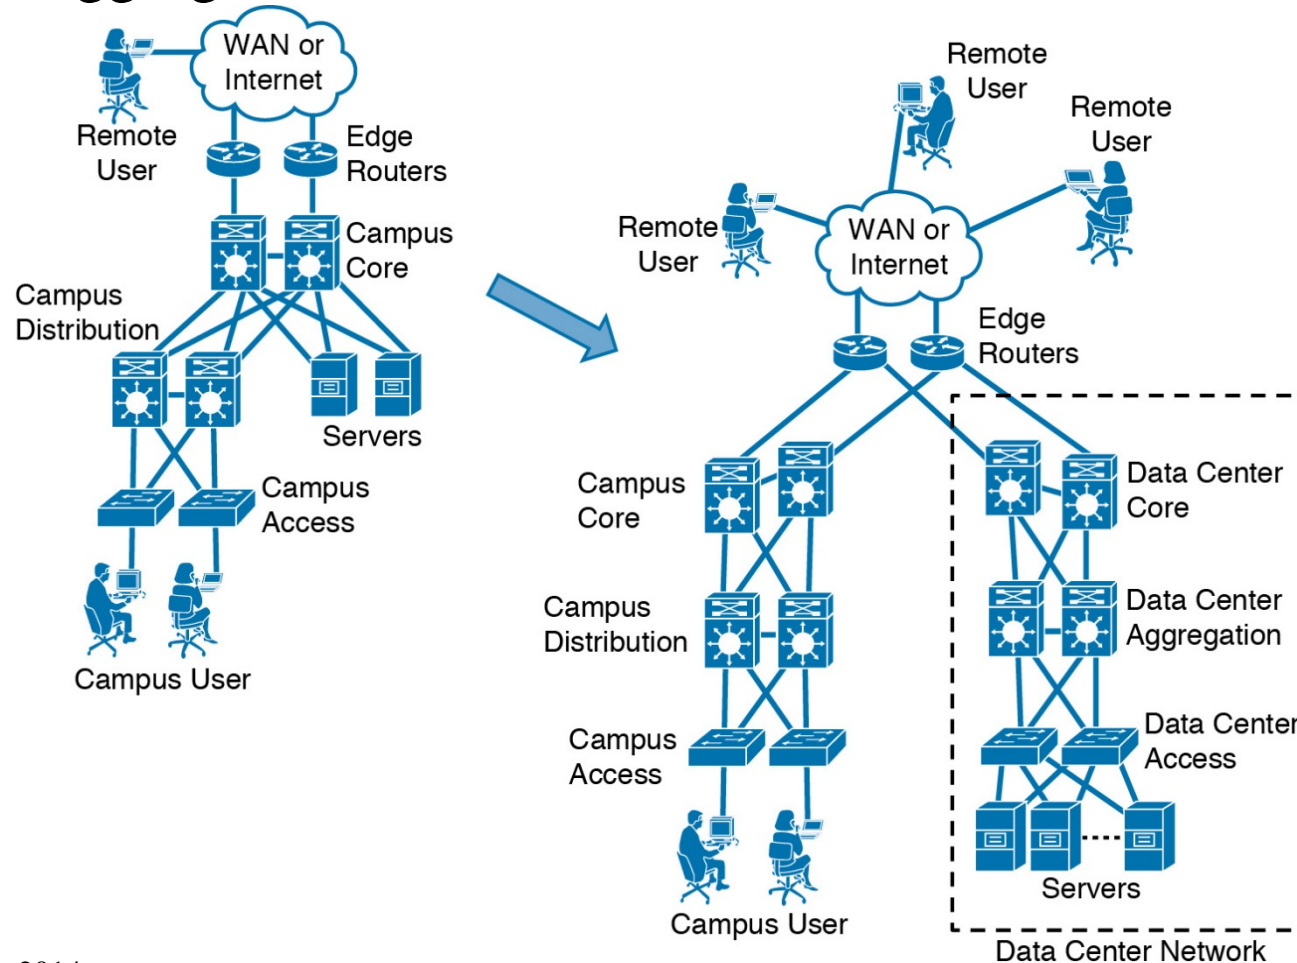 WAN or
Internet
Remote
User
Edge
Routers
Campus
Core
Campus
Distribution
Servers
Campus
Access
Campus User
Remote
User
Remote
User
Remote
User
WAN or
Internet
Edge
Routers
Campus
Core
Data Center
Core
Campus
Distribution
Data Center
Aggregation
Campus
Access
Data Center
Access
Servers
Campus User
Data Center Network